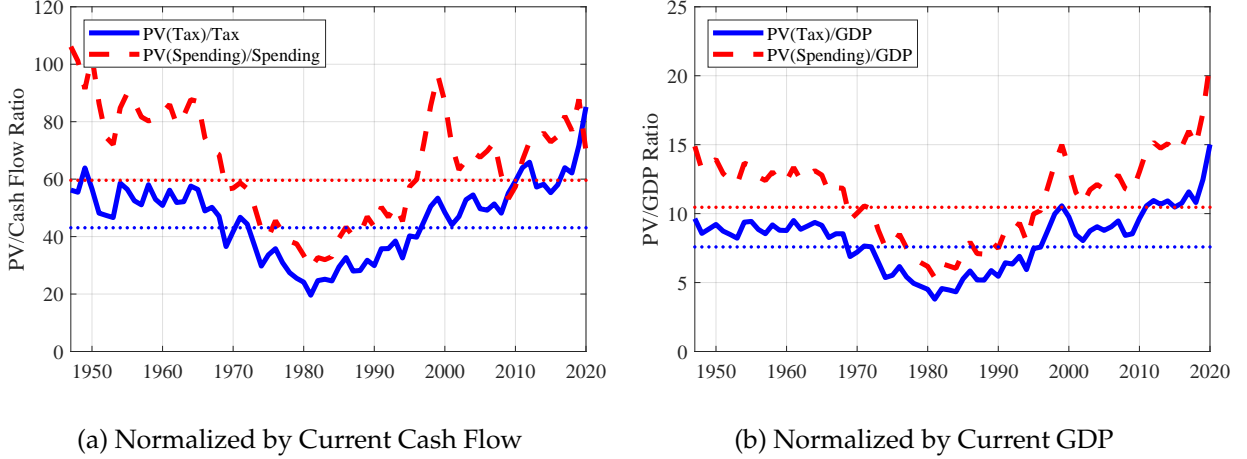 PV(Tax)/Tax
PV(Spending)/Spending
PV/Cash Flow Ratio
120
100
80
60
40
20
0
1950 1960 1970 1980 1990 2000 2010 2020
(a) Normalized by Current Cash Flow
PV(Tax)/GDP
PV(Spending)/GDP
PV/GDP Ratio
25
20
15
10
5
0
1950 1960 1970 1980 1990 2000 2010 2020
(b) Normalized by Current GDP